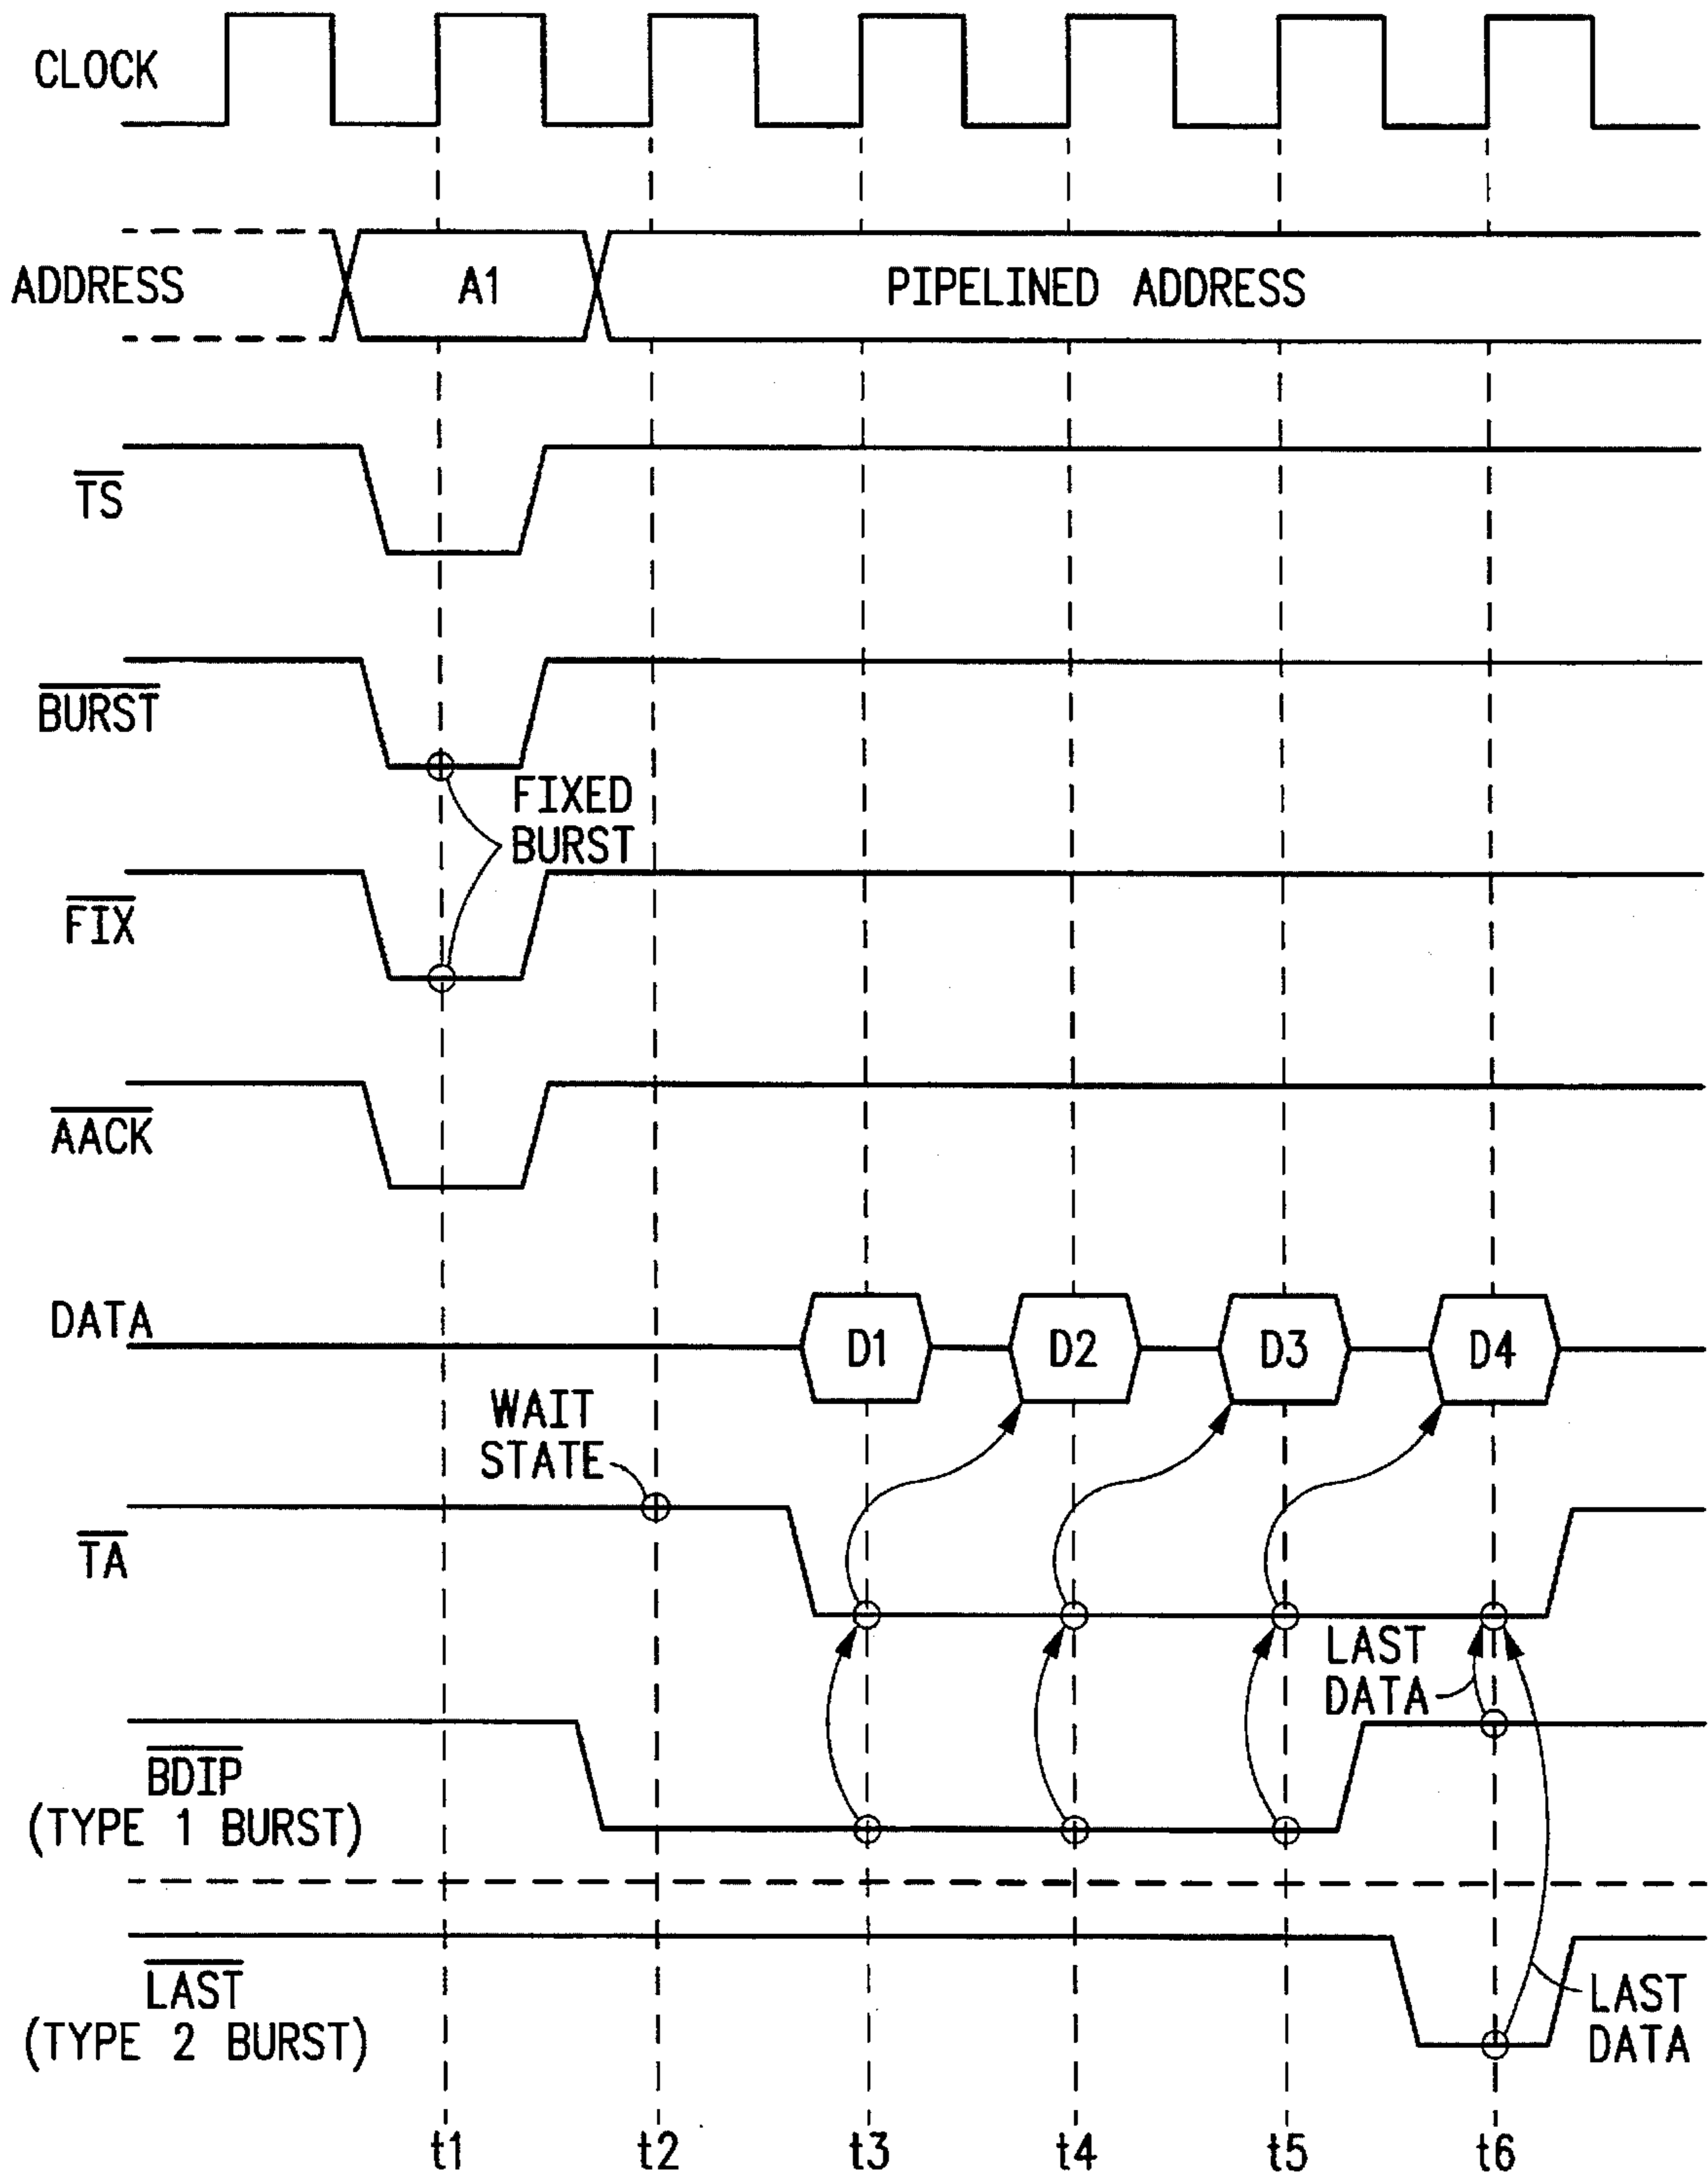 CLOCK
ADDRESS
A1
PIPELINED ADDRESS
TS
BURST
FIXED
BURST
FIX
AACK
DATA
D1
D2
D3
D4
WAIT
STATE
TA
LAST
DATA
BDIP
(TYPE 1 BURST)
LAST
(TYPE 2 BURST)
LAST
DATA
t1
t2
t3
t4
t5
t6